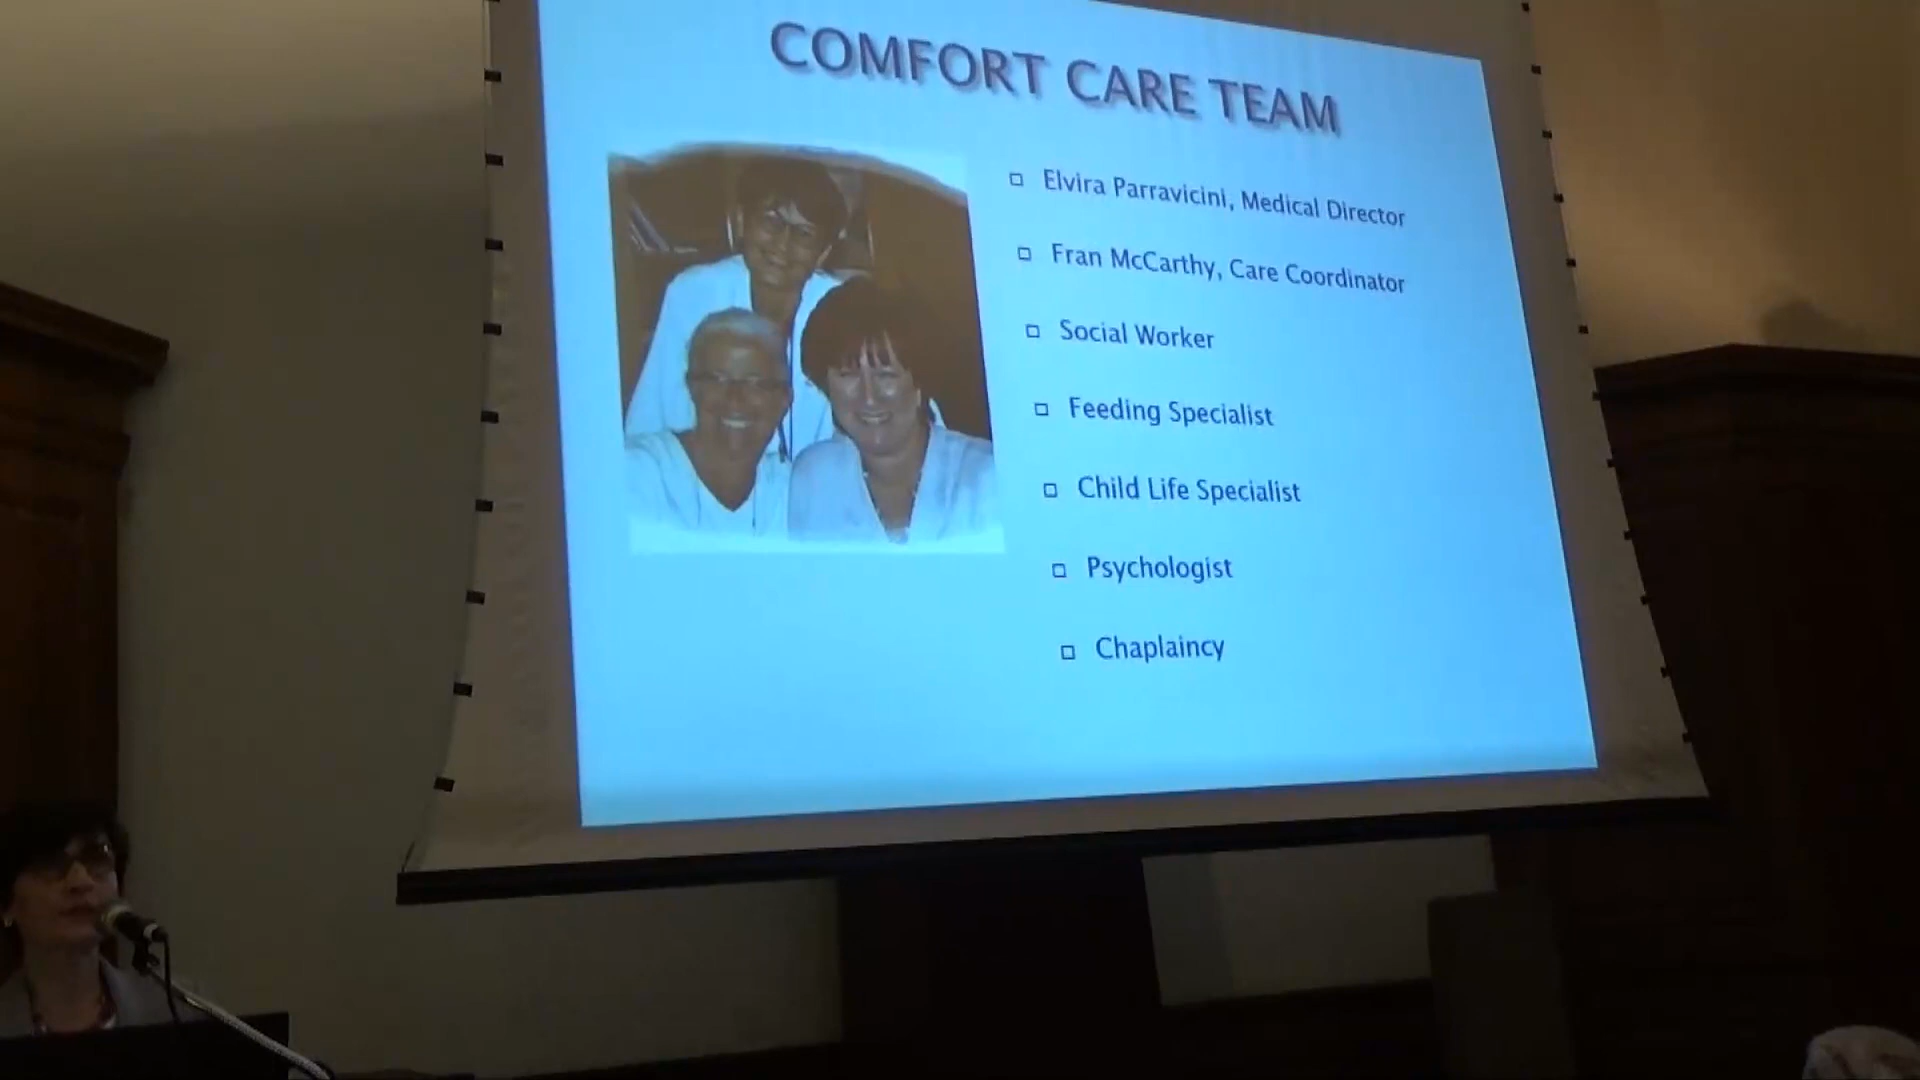 COMFORT CARE TEAM
Elvira Parravicini, Medical Director
Fran McCarthy, Care Coordinator
Social Worker
Feeding Specialist
Child Life Specialist
Psychologist
Chaplaincy